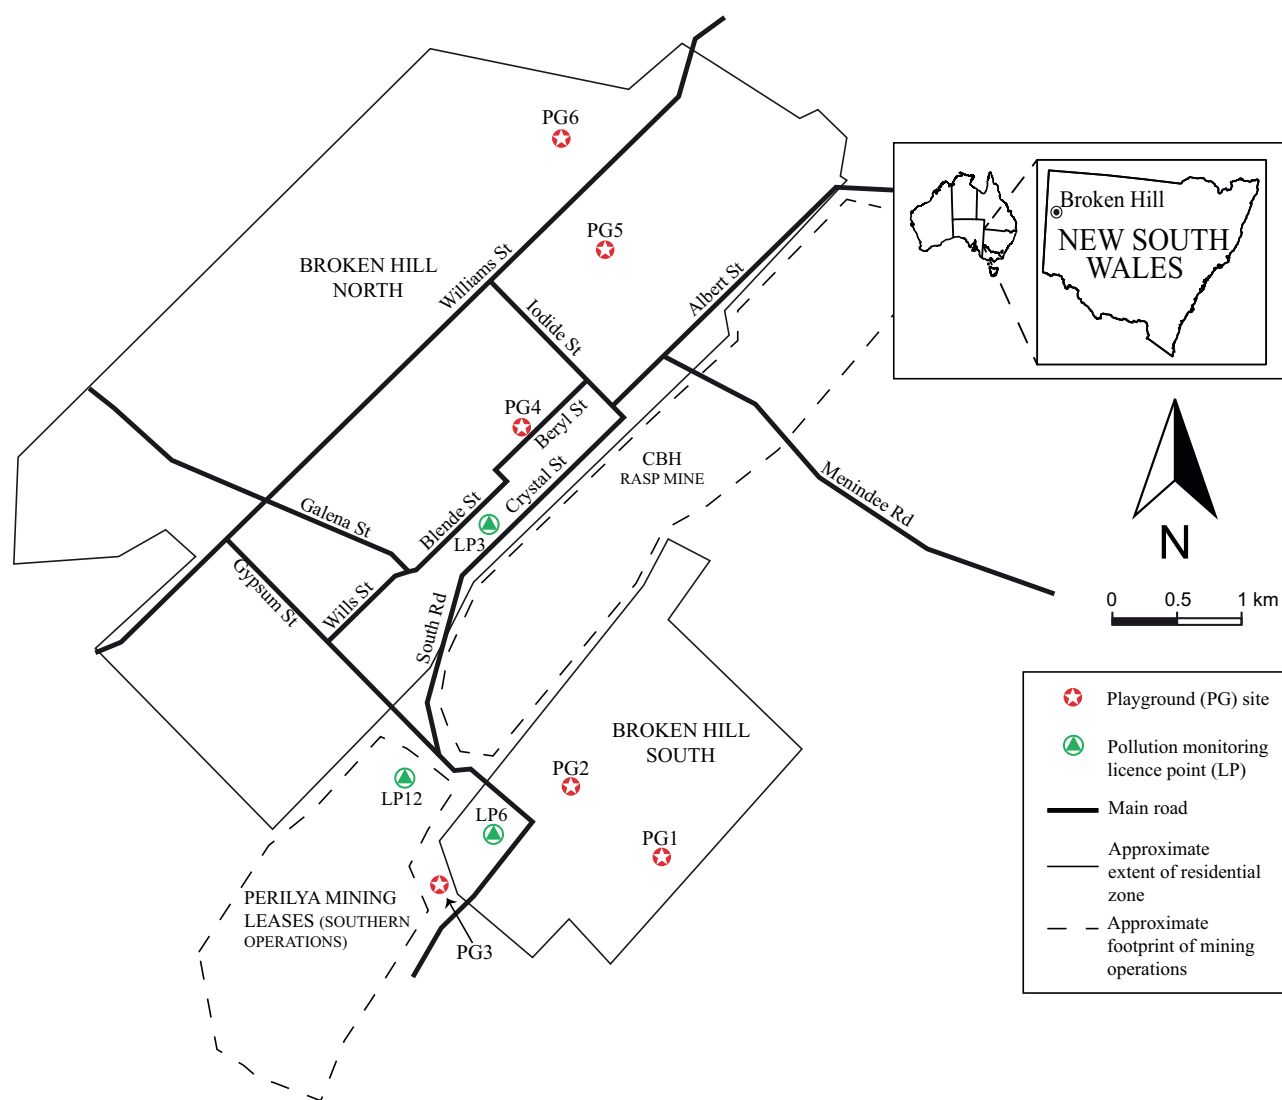 PG6
PG5
BROKEN HILL
NORTH
Williams St
Iodide St
Albert St
Broken Hill
NEW SOUTH
WALES
PG4
Beryl St
Crystal St
CBH
RASP MINE
Menindee Rd
Galena St
Blende St
LP3
Gypsum St
Wills St
South Rd
N
0 0.5 1 km
BROKEN HILL
SOUTH
PG2
LP12
LP6
PG1
PERILYA MINING
LEASES (SOUTHERN
OPERATIONS)
PG3
Playground (PG) site
Pollution monitoring
licence point (LP)
Main road
Approximate
extent of residential
zone
Approximate
footprint of mining
operations